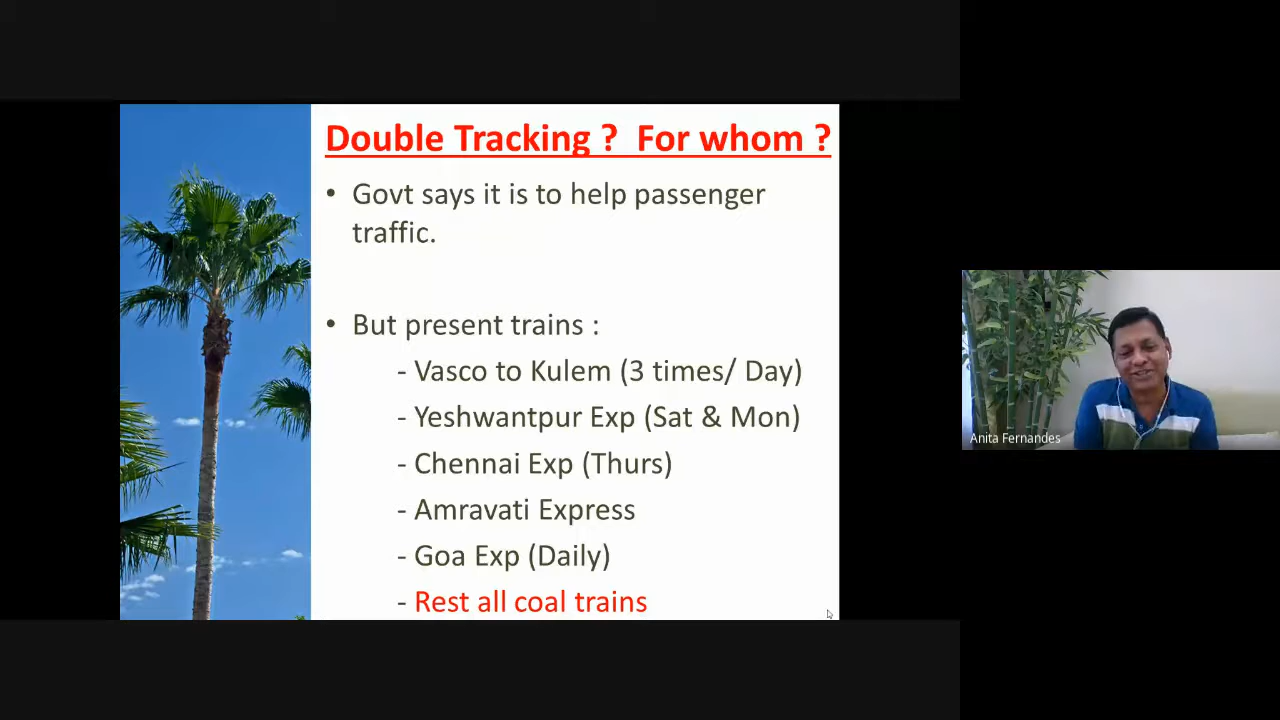 Double Tracking ?  For whom ?
• Govt says it is to help passenger
traffic.
• But present trains :
- Vasco to Kulem (3 times/ Day)
- Yeshwantpur Exp (Sat & Mon)
- Chennai Exp (Thurs)
- Amravati Express
- Goa Exp (Daily)
- Rest all coal trains
Anita Fernandes